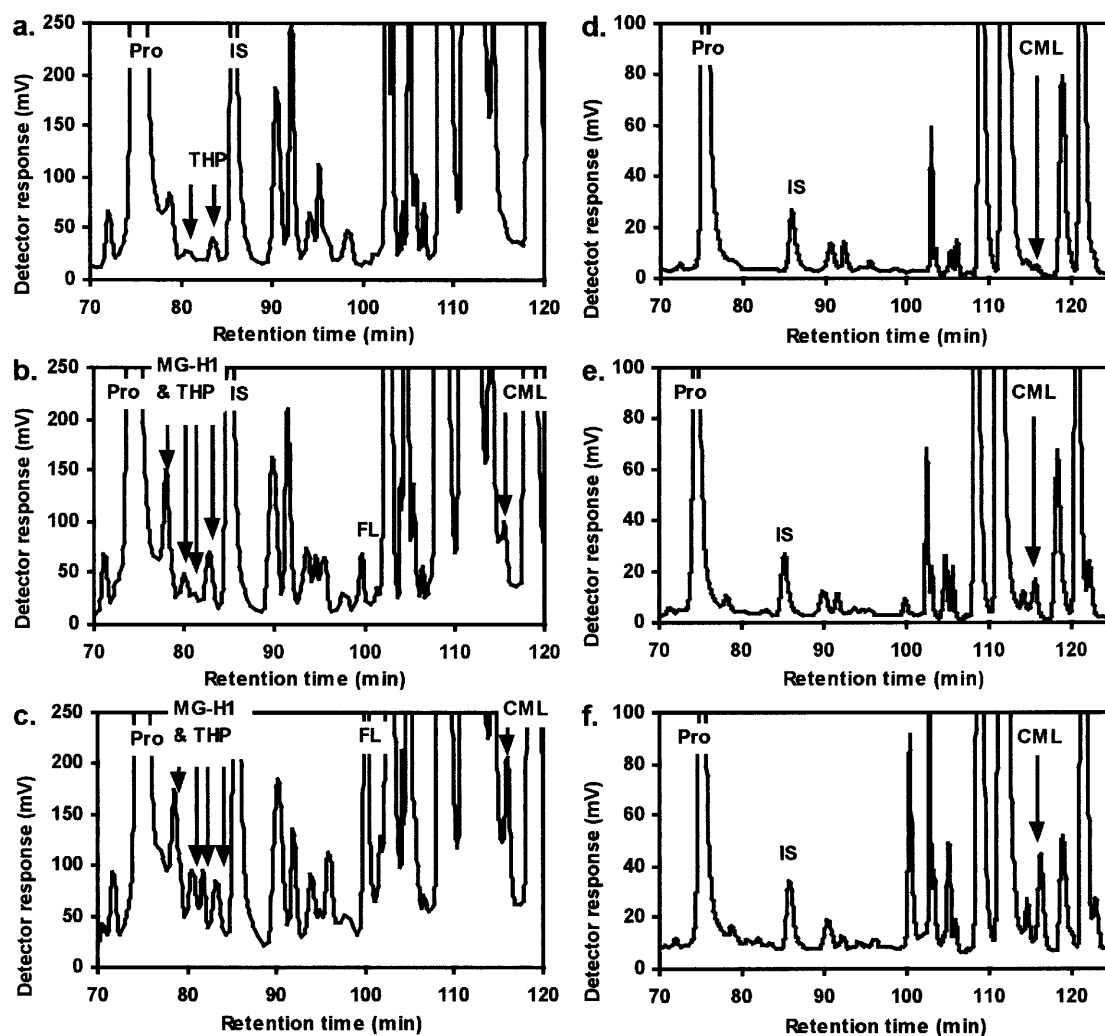 a.
250
200
150
100
50
0
Detector response (mV)
Pro
IS
THP
70 80 90 100 110 120
Retention time (min)
d.
100
80
60
40
20
0
Detectot response (mV)
Pro
IS
CML
70 80 90 100 110 120
Retention time (min)
b.
250
200
150
100
50
0
Detector response (mV)
Pro
MG-H1
& THP
IS
FL
CML
70 80 90 100 110 120
Retention time (min)
e.
100
80
60
40
20
0
Detector response (mV)
Pro
IS
CML
70 80 90 100 110 120
Retention time (min)
c.
250
200
150
100
50
0
Detector response (mV)
Pro
MG-H1
& THP
FL
CML
70 80 90 100 110 120
Retention time (min)
f.
100
80
60
40
20
0
Detector response (mV)
Pro
IS
CML
70 80 90 100 110 120
Retention time (min)